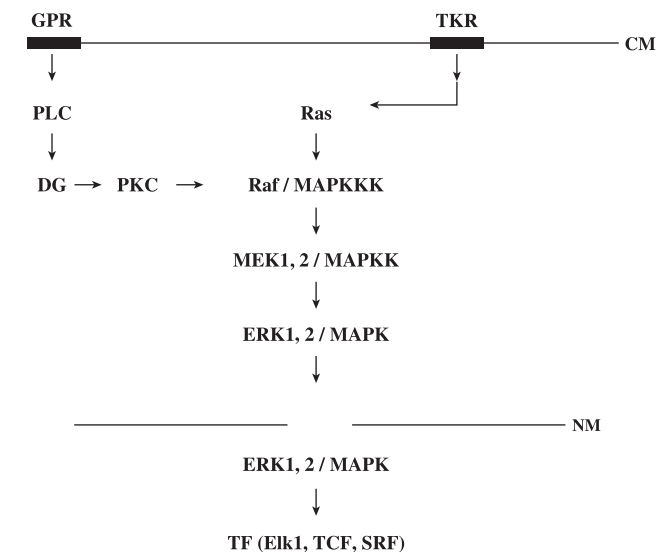 GPR TKR
CM
PLC Ras
DG PKC Raf / MAPKKK
MEK1, 2 / MAPKK
ERK1, 2 / MAPK
NM
ERK1, 2 / MAPK
TF (Elk1, TCF, SRF)